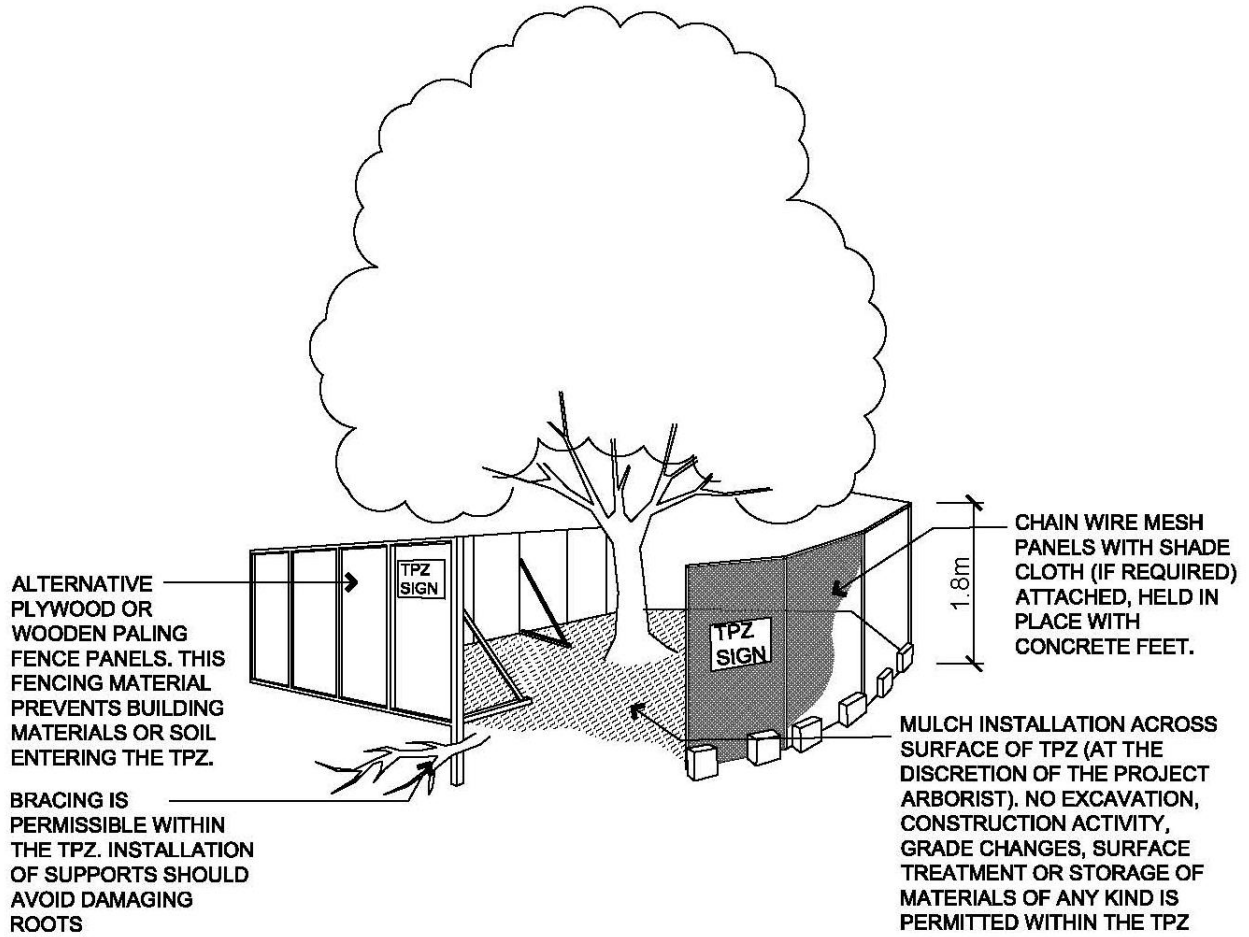 ALTERNATIVE
PLYWOOD OR
WOODEN PALING
FENCE PANELS. THIS
FENCING MATERIAL
PREVENTS BUILDING
MATERIALS OR SOIL
ENTERING THE TPZ.
BRACING IS
PERMISSIBLE WITHIN
THE TPZ. INSTALLATION
OF SUPPORTS SHOULD
AVOID DAMAGING
ROOTS
TPZ
SIGN
TPZ
SIGN
1.8m
CHAIN WIRE MESH
PANELS WITH SHADE
CLOTH (IF REQUIRED)
ATTACHED, HELD IN
PLACE WITH
CONCRETE FEET.
MULCH INSTALLATION ACROSS
SURFACE OF TPZ (AT THE
DISCRETION OF THE PROJECT
ARBORIST). NO EXCAVATION,
CONSTRUCTION ACTIVITY,
GRADE CHANGES, SURFACE
TREATMENT OR STORAGE OF
MATERIALS OF ANY KIND IS
PERMITTED WITHIN THE TPZ